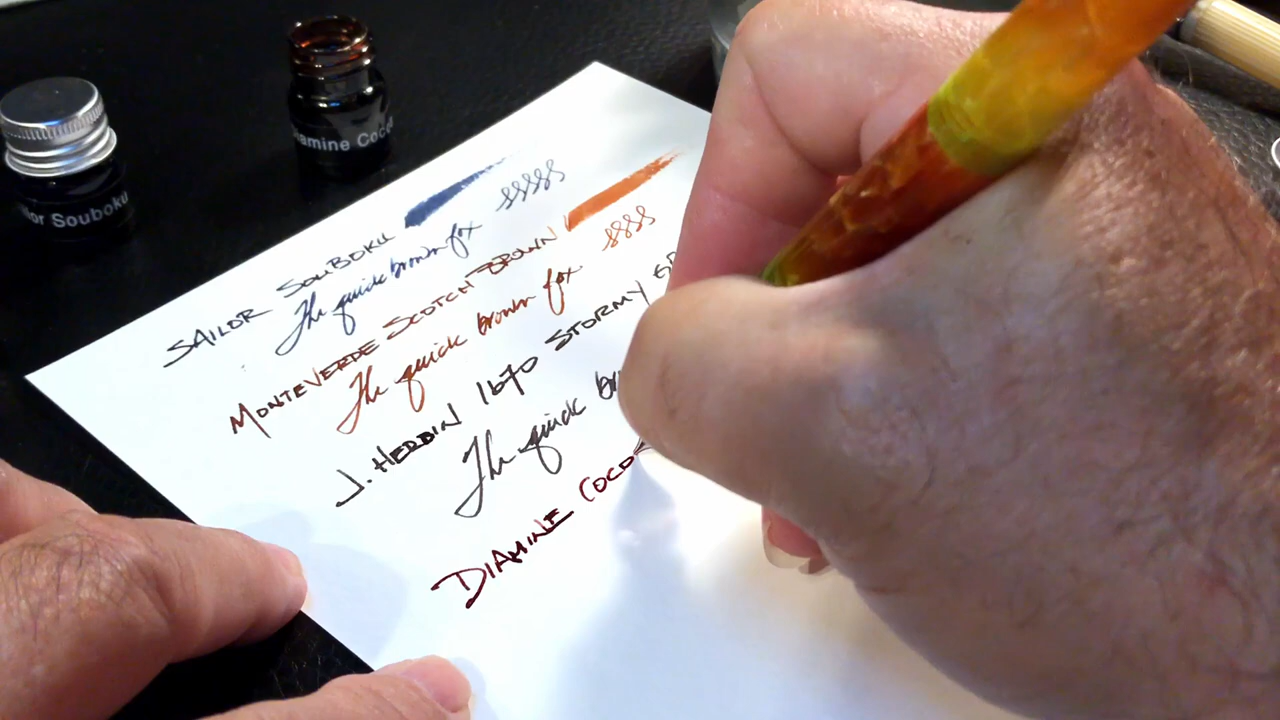 Diamine Coco
Souboku
SAILOR SOUBOKU
The quick brown fox
MONTEVERDE SCOTCH BROWN
The quick brown fox
J. HERBIN 1670 STORMY
The quick
DIAMINE COCO